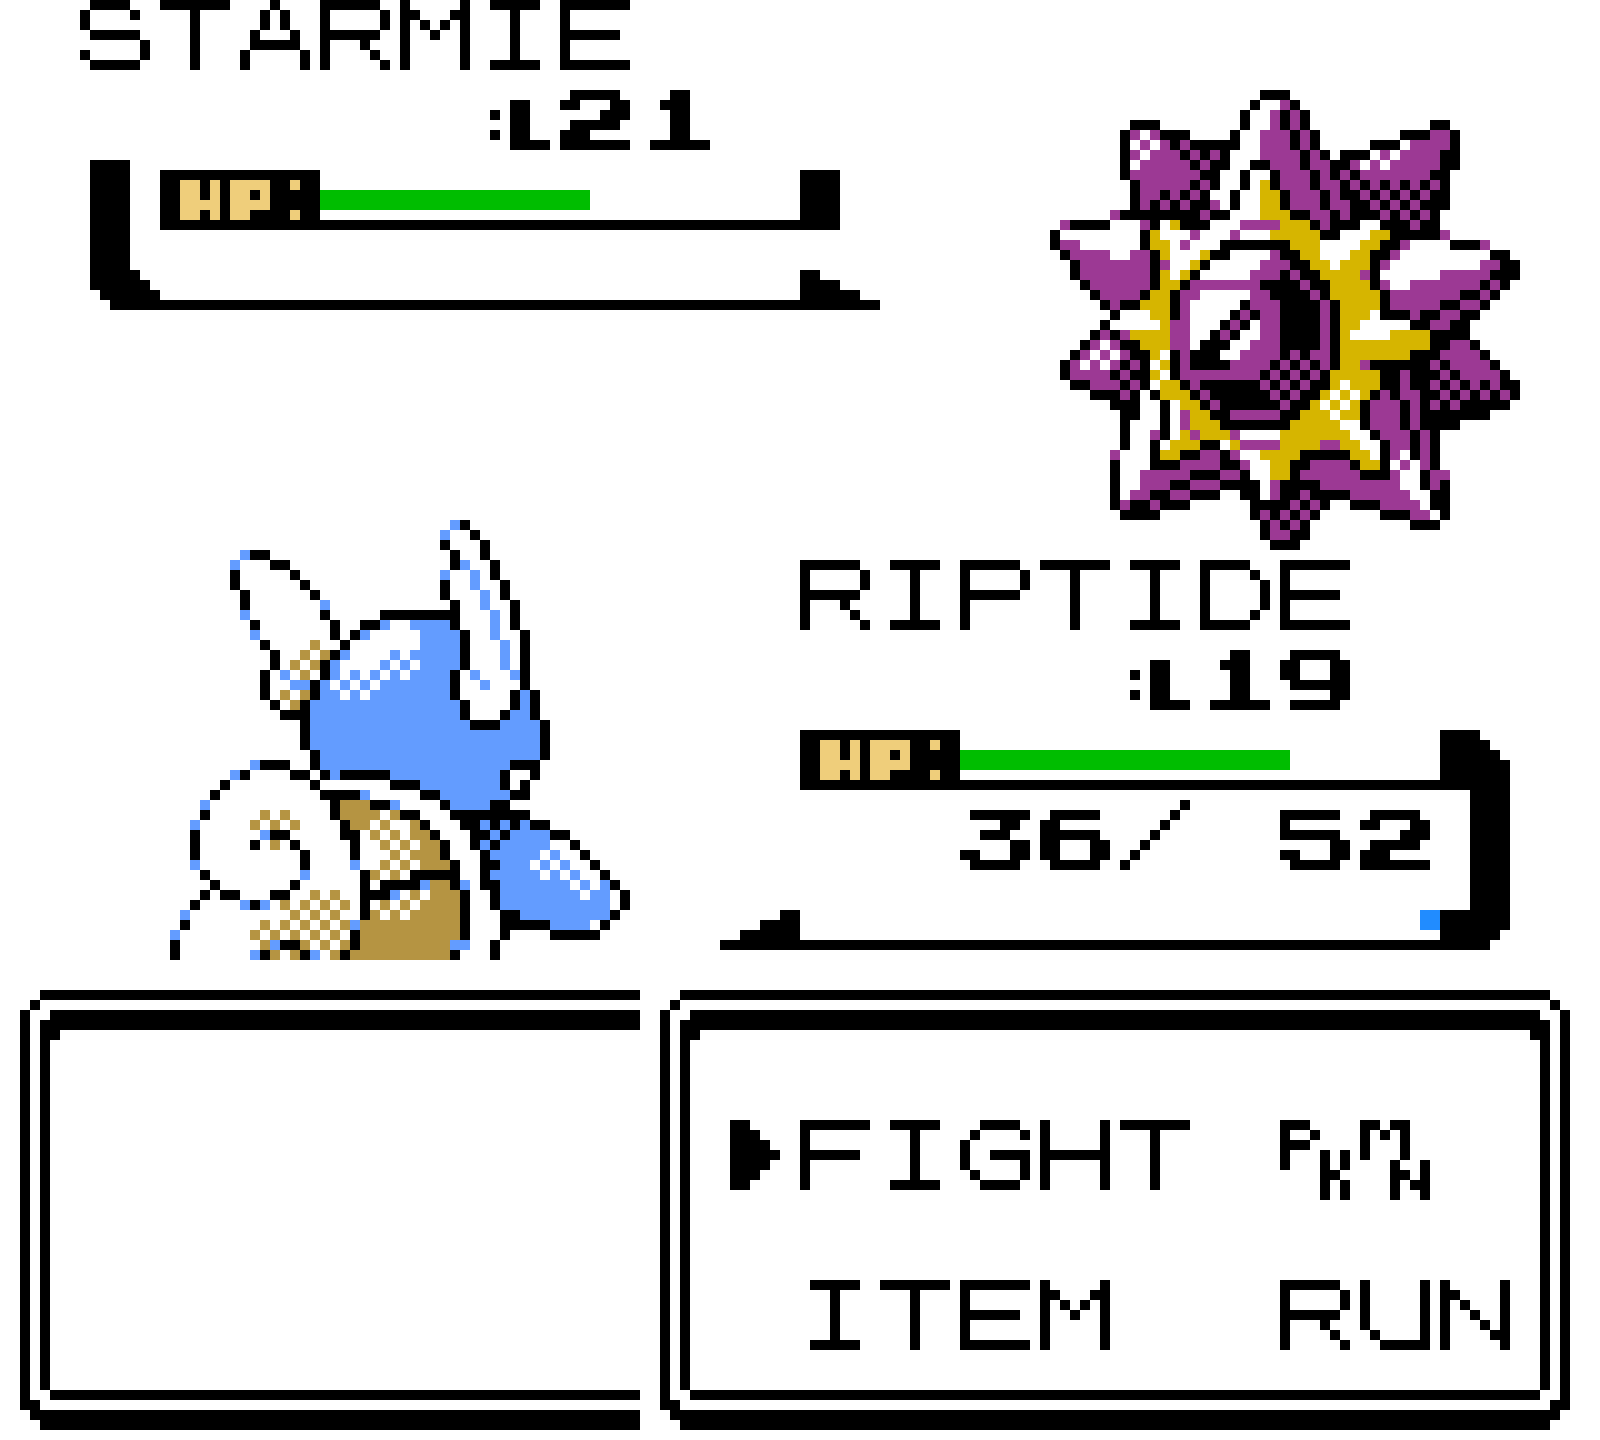 STARMIE
:L21
HP:
RIPTIDE
:L19
HP:
36/ 52
▶FIGHT PKMN
ITEM RUN